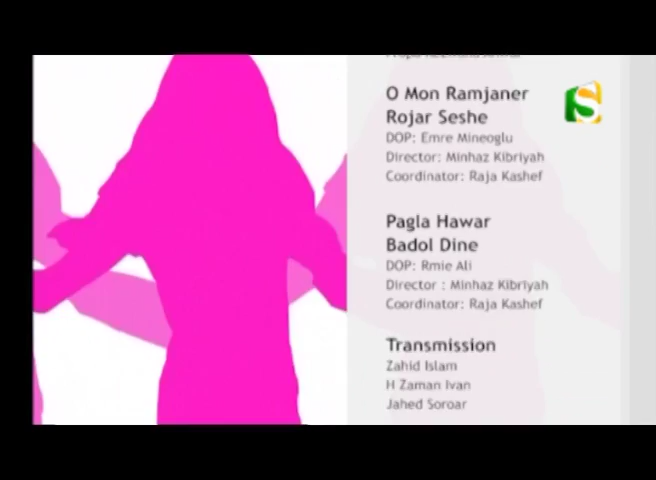 O Mon Ramjaner
Rojar Seshe
DOP: Emre Mineoglu
Director: Minhaz Kibriyah
Coordinator: Raja Kashef
Pagla Hawar
Badol Dine
DOP: Rmie Ali
Director : Minhaz Kibriyah
Coordinator: Raja Kashef
Transmission
Zahid Islam
H Zaman Ivan
Jahed Soroar